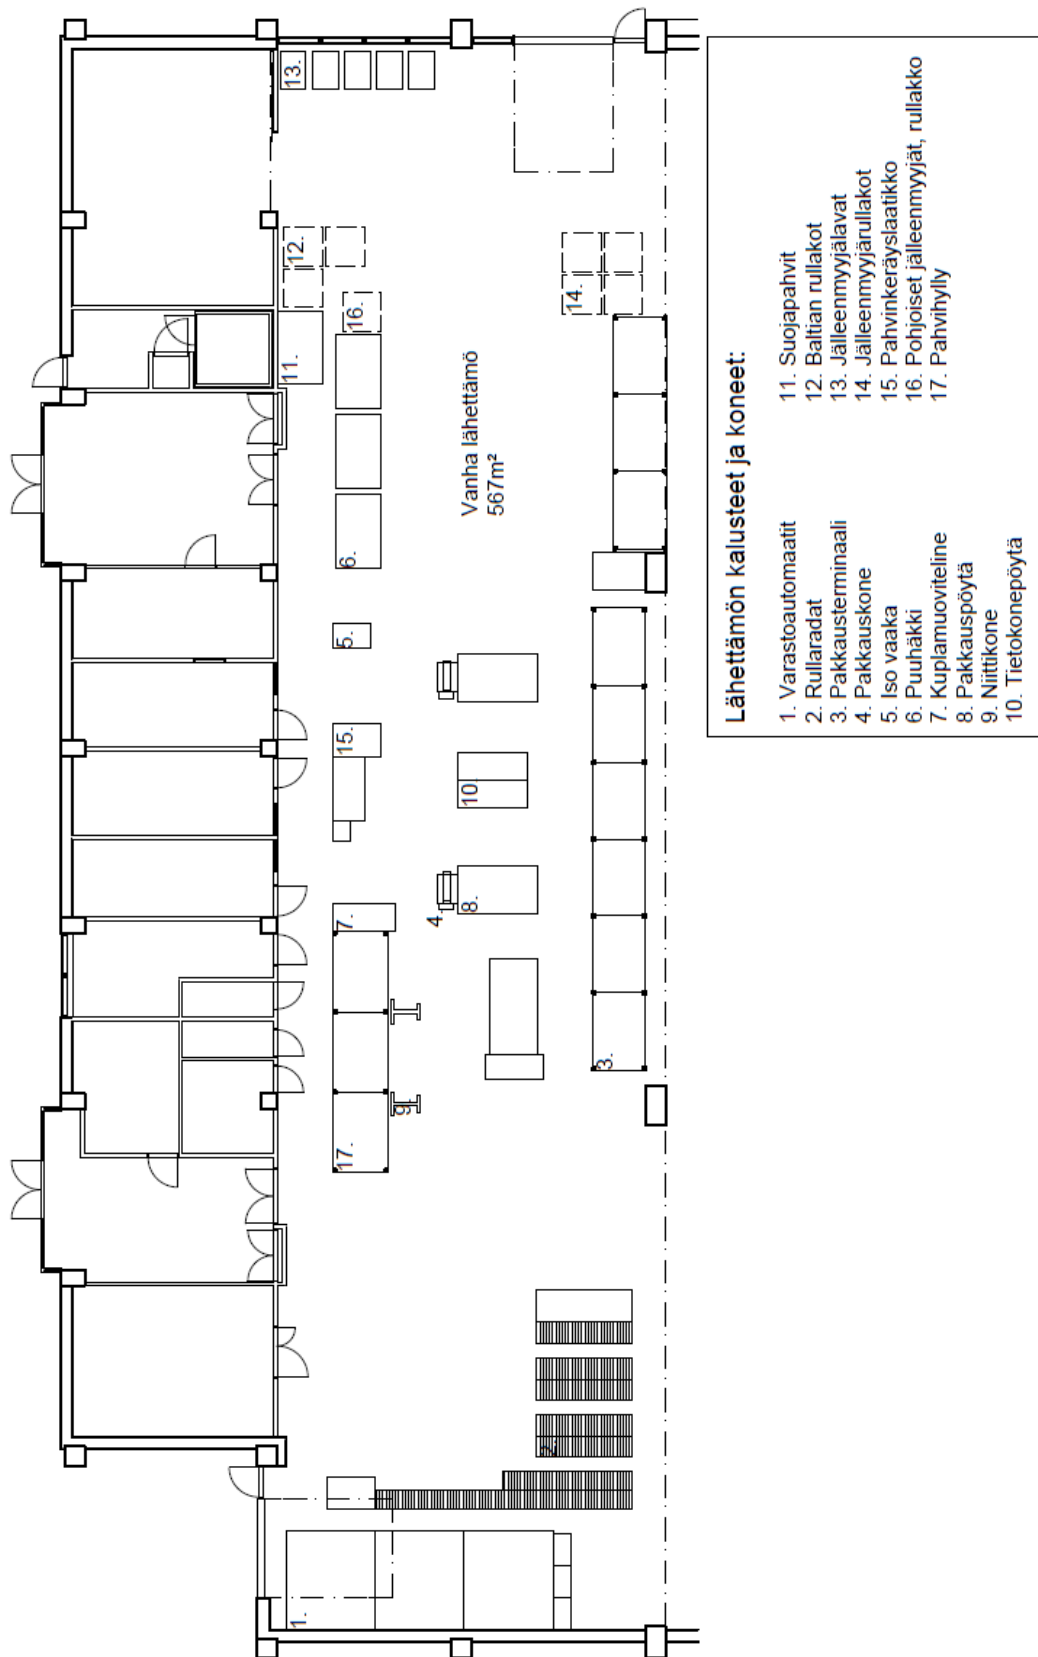 13.
12.
16.
11.
14.
Vanha lähettämö
567m²
6.
5.
15.
10.
7.
4.
8.
3.
9.
17.
2.
1.
Lähettämön kalusteet ja koneet:
1. Varastoautomaatit
2. Rullaradat
3. Pakkausterminaali
4. Pakkauskone
5. Iso vaaka
6. Puuhäkki
7. Kuplamuoviteline
8. Pakkauspöytä
9. Niittikone
10. Tietokonepöytä
11. Suojapahvit
12. Baltian rullakot
13. Jälleenmyyjälavat
14. Jälleenmyyjärullakot
15. Pahvinkeräyslaatikko
16. Pohjoiset jälleenmyyjät, rullakko
17. Pahvihylly